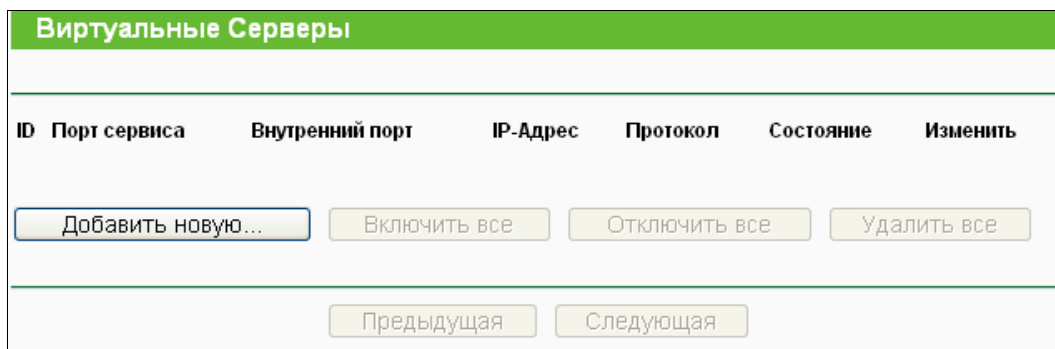 Виртуальные Серверы
ID Порт сервиса Внутренний порт IP-Адрес Протокол Состояние Изменить
Добавить новую... Включить все Отключить все Удалить все
Предыдущая Следующая